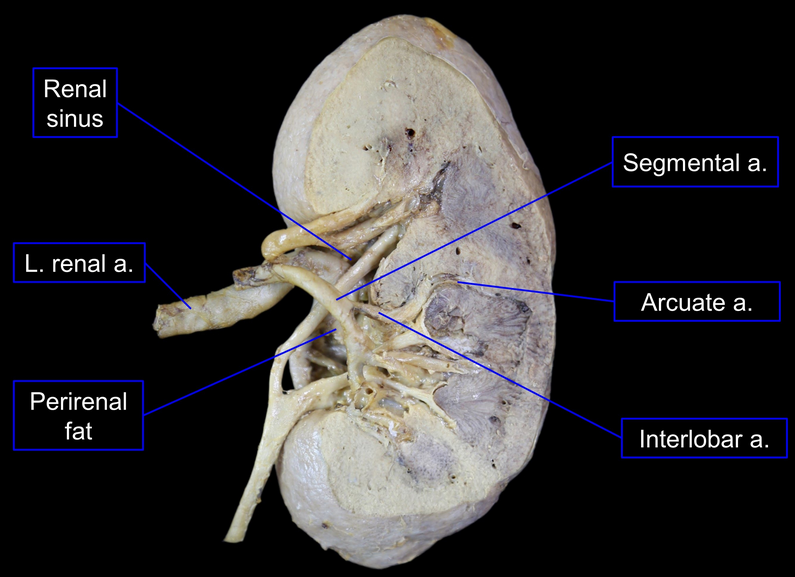 Renal
sinus
L. renal a.
Perirenal
fat
Segmental a.
Arcuate a.
Interlobar a.